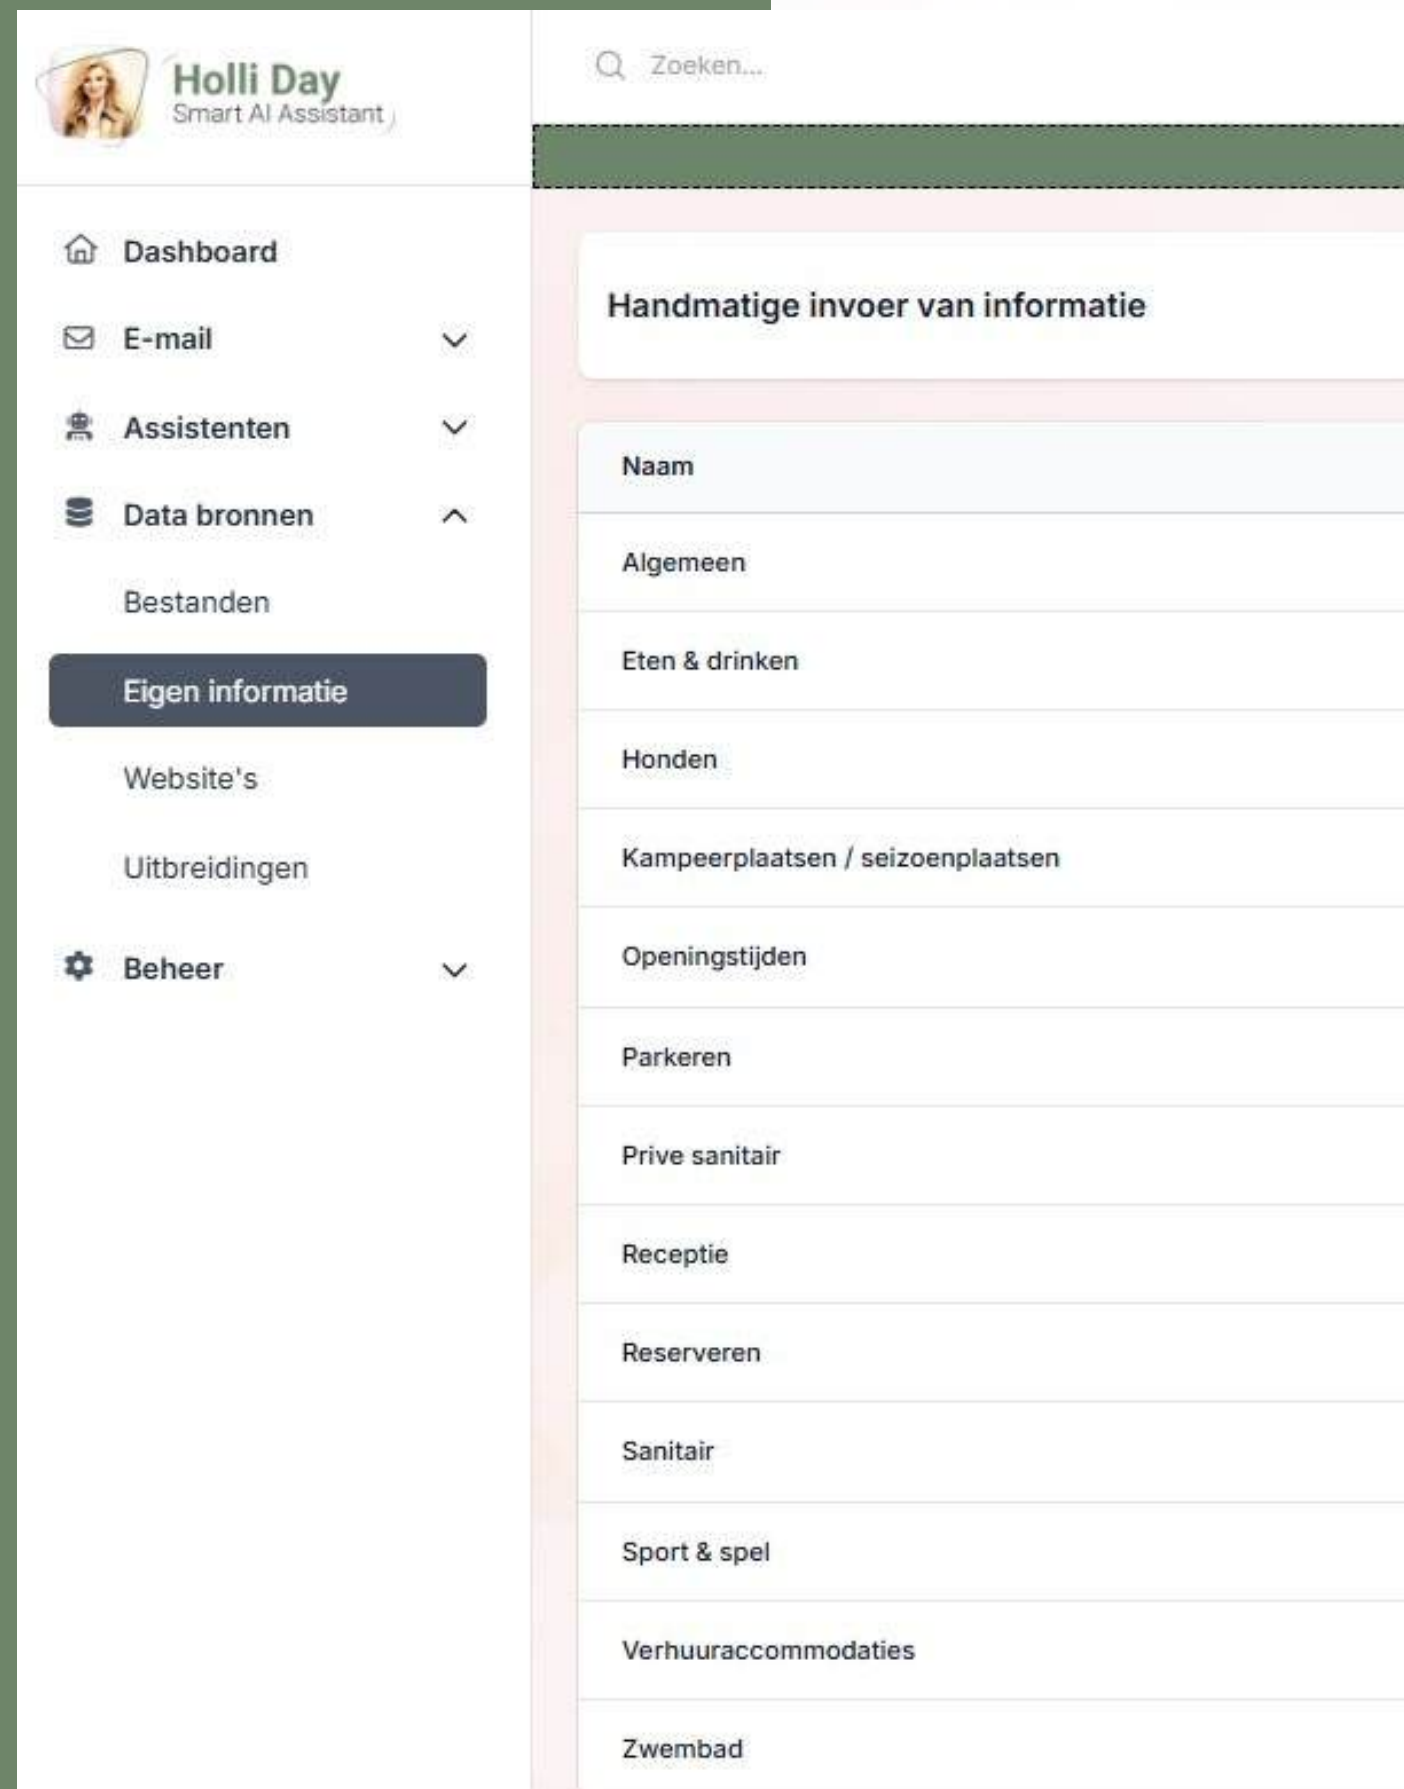 Holli Day
Smart AI Assistant
Zoeken...
Dashboard
E-mail
Assistenten
Data bronnen
Bestanden
Eigen informatie
Website's
Uitbreidingen
Beheer
Handmatige invoer van informatie
Naam
Algemeen
Eten & drinken
Honden
Kampeerplaatsen / seizoenplaatsen
Openingstijden
Parkeren
Prive sanitair
Receptie
Reserveren
Sanitair
Sport & spel
Verhuuraccommodaties
Zwembad